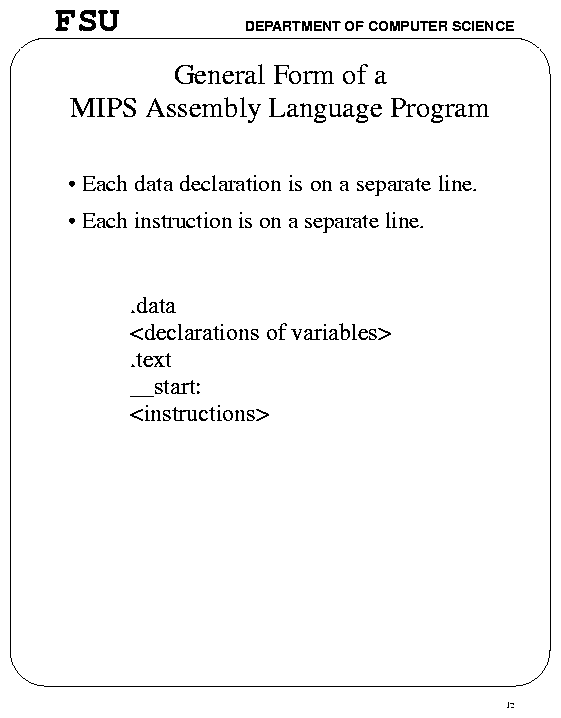 FSU DEPARTMENT OF COMPUTER SCIENCE
General Form of a
MIPS Assembly Language Program
• Each data declaration is on a separate line.
• Each instruction is on a separate line.
.data
<declarations of variables>
.text
__start:
<instructions>